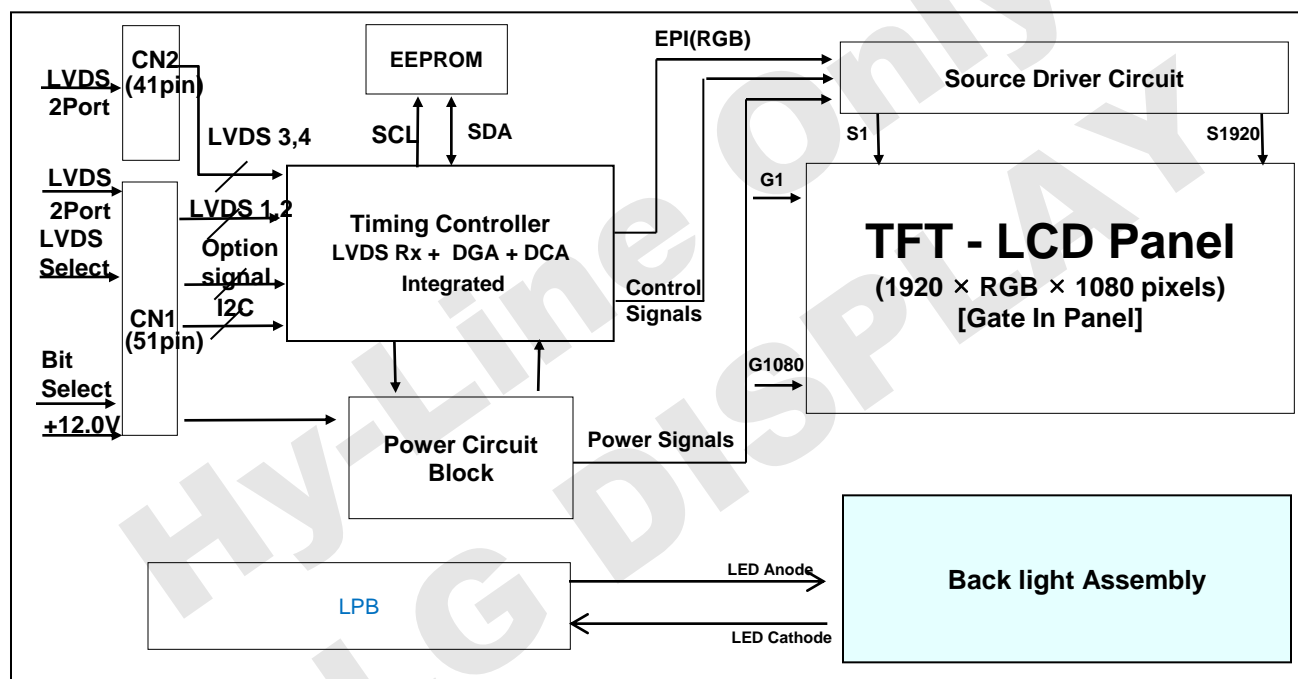 CN2
(41pin)
LVDS
2Port
EEPROM
SCL
SDA
EPI(RGB)
Source Driver Circuit
S1
S1920
LVDS 3,4
LVDS
2Port
LVDS
Select
CN1
(51pin)
Bit
Select
+12.0V
LVDS 1,2
Option
signal
I2C
Timing Controller
LVDS Rx + DGA + DCA
Integrated
Control
Signals
G1
G1080
TFT - LCD Panel
(1920 × RGB × 1080 pixels)
[Gate In Panel]
Power Circuit
Block
Power Signals
LPB
LED Anode
LED Cathode
Back light Assembly
Hy-Line Only
LG DISPLAY